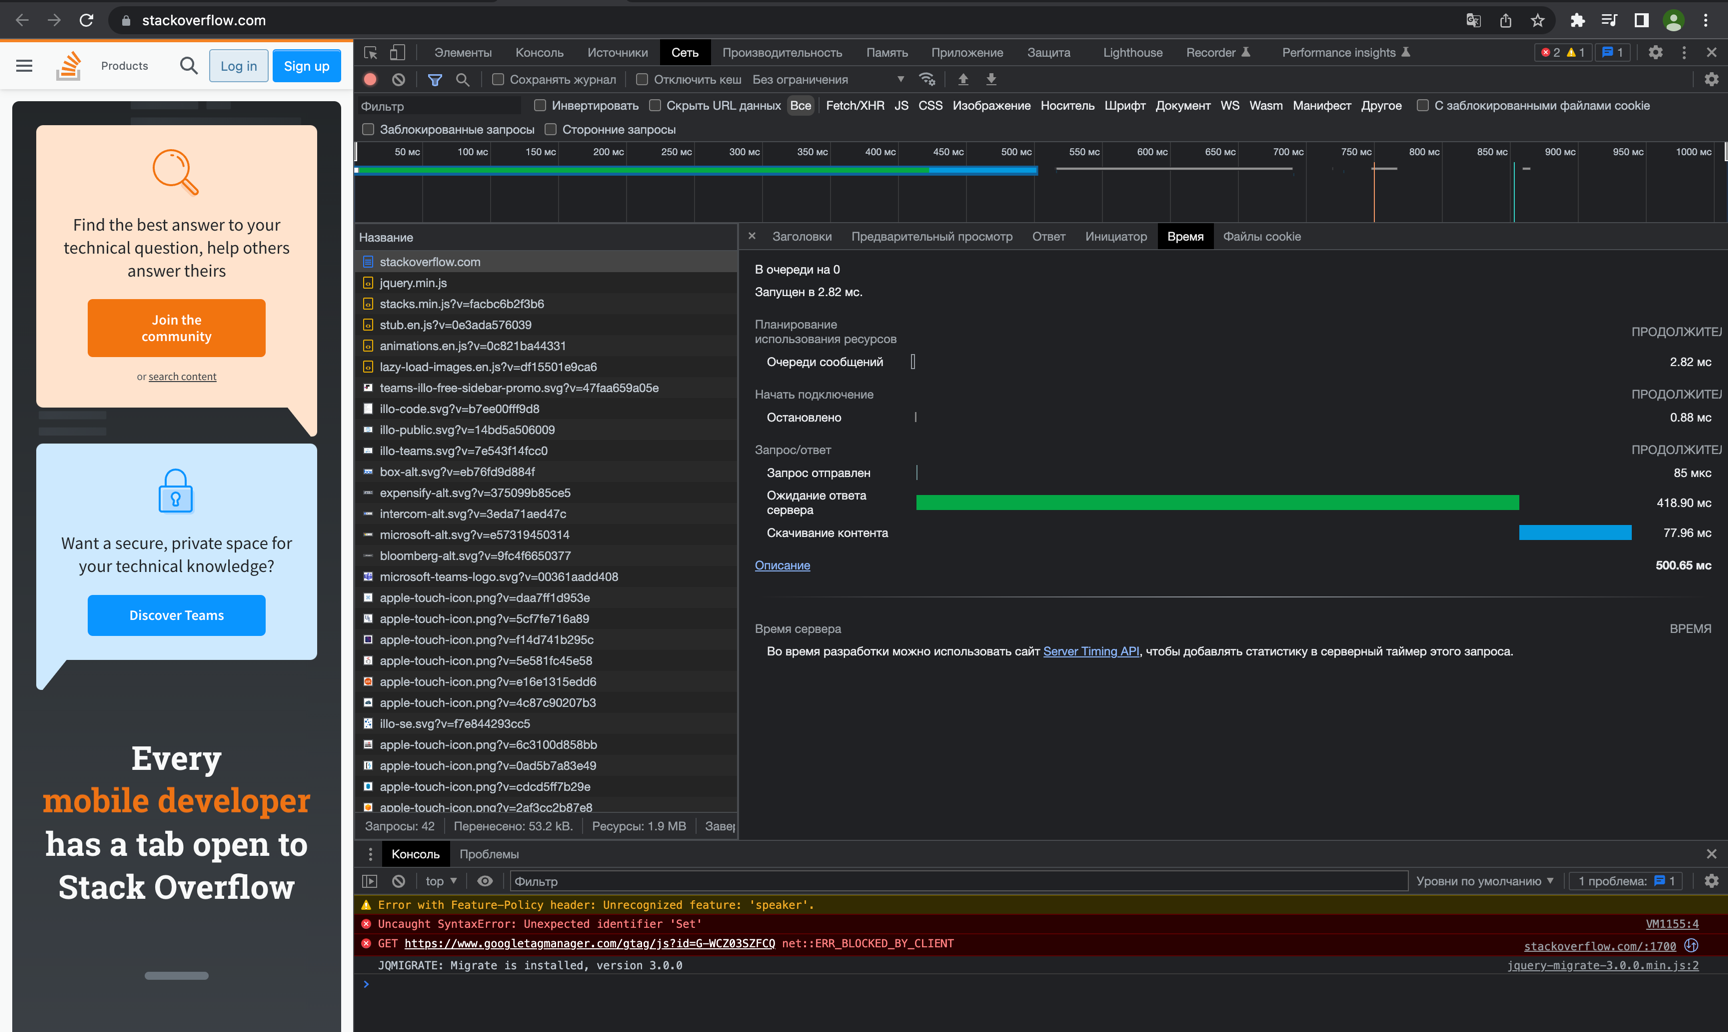 stackoverflow.com
Products
Log in
Sign up
Find the best answer to your
technical question, help others
answer theirs
Join the
community
or search content
Want a secure, private space for
your technical knowledge?
Discover Teams
Every
mobile developer
has a tab open to
Stack Overflow
Элементы Консоль Источники Сеть Производительность Память Приложение Защита Lighthouse Recorder Performance insights 2 1 1
Сохранять журнал Отключить кеш Без ограничения
Фильтр Инвертировать Скрыть URL данных Все Fetch/XHR JS CSS Изображение Носитель Шрифт Документ WS Wasm Манифест Другое С заблокированными файлами cookie
Заблокированные запросы Сторонние запросы
50 мс 100 мс 150 мс 200 мс 250 мс 300 мс 350 мс 400 мс 450 мс 500 мс 550 мс 600 мс 650 мс 700 мс 750 мс 800 мс 850 мс 900 мс 950 мс 1000 мс
Название
stackoverflow.com
jquery.min.js
stacks.min.js?v=facbc6b2f3b6
stub.en.js?v=0e3ada576039
animations.en.js?v=0c821ba44331
lazy-load-images.en.js?v=df15501e9ca6
teams-illo-free-sidebar-promo.svg?v=47faa659a05e
illo-code.svg?v=b7ee00fff9d8
illo-public.svg?v=14bd5a506009
illo-teams.svg?v=7e543f14fcc0
box-alt.svg?v=eb76fd9d884f
expensify-alt.svg?v=375099b85ce5
intercom-alt.svg?v=3eda71aed47c
microsoft-alt.svg?v=e57319450314
bloomberg-alt.svg?v=9fc4f6650377
microsoft-teams-logo.svg?v=00361aadd408
apple-touch-icon.png?v=daa7ff1d953e
apple-touch-icon.png?v=5cf7fe716a89
apple-touch-icon.png?v=f14d741b295c
apple-touch-icon.png?v=5e581fc45e58
apple-touch-icon.png?v=e16e1315edd6
apple-touch-icon.png?v=4c87c90207b3
illo-se.svg?v=f7e844293cc5
apple-touch-icon.png?v=6c3100d858bb
apple-touch-icon.png?v=0ad5b7a83e49
apple-touch-icon.png?v=cdcd5ff7b29e
apple-touch-icon.png?v=2af3cc2b87e8
Запросы: 42 Перенесено: 53.2 kB. Ресурсы: 1.9 MB Завер
Заголовки Предварительный просмотр Ответ Инициатор Время Файлы cookie
В очереди на 0
Запущен в 2.82 мс.
Планирование
использования ресурсов ПРОДОЛЖИТЕЛ
Очереди сообщений 2.82 мс
Начать подключение ПРОДОЛЖИТЕЛ
Остановлено 0.88 мс
Запрос/ответ ПРОДОЛЖИТЕЛ
Запрос отправлен 85 мкс
Ожидание ответа
сервера 418.90 мс
Скачивание контента 77.96 мс
Описание 500.65 мс
Время сервера ВРЕМЯ
Во время разработки можно использовать сайт Server Timing API, чтобы добавлять статистику в серверный таймер этого запроса.
Консоль Проблемы
top Фильтр Уровни по умолчанию 1 проблема: 1
Error with Feature-Policy header: Unrecognized feature: 'speaker'.
Uncaught SyntaxError: Unexpected identifier 'Set' VM1155:4
GET https://www.googletagmanager.com/gtag/js?id=G-WCZ03SZFCQ net::ERR_BLOCKED_BY_CLIENT stackoverflow.com/:1700
JQMIGRATE: Migrate is installed, version 3.0.0 jquery-migrate-3.0.0.min.js:2